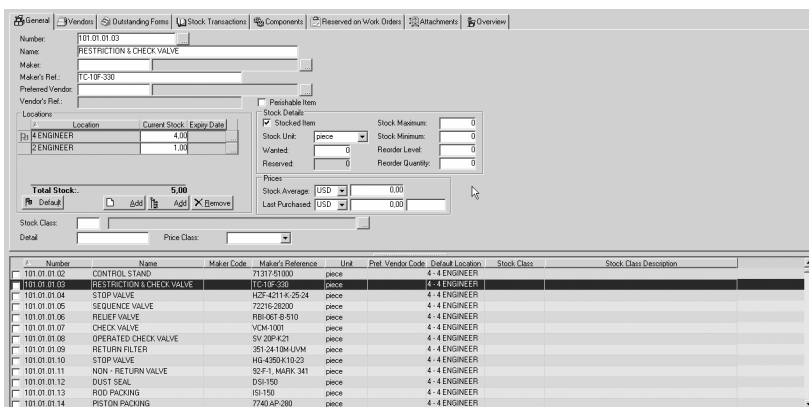 General Vendors Outstanding Forms Stock Transactions Components Reserved on Work Orders Attachments Overview
Number: 101.01.01.03 ...
Name: RESTRICTION & CHECK VALVE
Maker: ...
Maker's Ref.: TC-10F-330
Preferred Vendor: ...
Vendor's Ref.: Perishable Item
Locations
Location Current Stock Expiry Date
4 ENGINEER 4,00 ...
2 ENGINEER 1,00
Total Stock:. 5,00
Default Add Add Remove
Stock Details
Stocked Item Stock Maximum: 0
Stock Unit: piece Stock Minimum: 0
Wanted: 0 Reorder Level: 0
Reserved: 0 Reorder Quantity: 0
Prices
Stock Average: USD 0,00
Last Purchased: USD 0,00
Stock Class: ...
Detail Price Class:
Number Name Maker Code Maker's Reference Unit Pref. Vendor Code Default Location Stock Class Stock Class Description
101.01.01.02 CONTROL STAND 71317-51000 piece 4 - 4 ENGINEER
101.01.01.03 RESTRICTION & CHECK VALVE TC-10F-330 piece 4 - 4 ENGINEER
101.01.01.04 STOP VALVE HZF-4211-K-25-24 piece 4 - 4 ENGINEER
101.01.01.05 SEQUENCE VALVE 72216-28200 piece 4 - 4 ENGINEER
101.01.01.06 RELIEF VALVE RBI-06T-B-510 piece 4 - 4 ENGINEER
101.01.01.07 CHECK VALVE VCM-1001 piece 4 - 4 ENGINEER
101.01.01.08 OPERATED CHECK VALVE SV 20P-K21 piece 4 - 4 ENGINEER
101.01.01.09 RETURN FILTER 351-24-10M-UVM piece 4 - 4 ENGINEER
101.01.01.10 STOP VALVE HG-4350-K10-23 piece 4 - 4 ENGINEER
101.01.01.11 NON - RETURN VALVE 92-F-1, MARK 341 piece 4 - 4 ENGINEER
101.01.01.12 DUST SEAL DSI-150 piece 4 - 4 ENGINEER
101.01.01.13 ROD PACKING ISI-150 piece 4 - 4 ENGINEER
101.01.01.14 PISTON PACKING 7740 AP-280 piece 4 - 4 ENGINEER